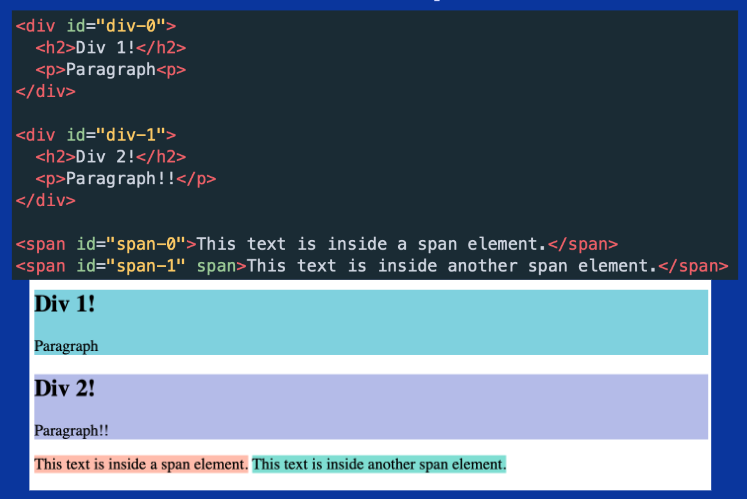 <div id="div-0">
  <h2>Div 1!</h2>
  <p>Paragraph<p>
</div>

<div id="div-1">
  <h2>Div 2!</h2>
  <p>Paragraph!!</p>
</div>

<span id="span-0">This text is inside a span element.</span>
<span id="span-1" span>This text is inside another span element.</span>
Div 1!
Paragraph
Div 2!
Paragraph!!
This text is inside a span element. This text is inside another span element.